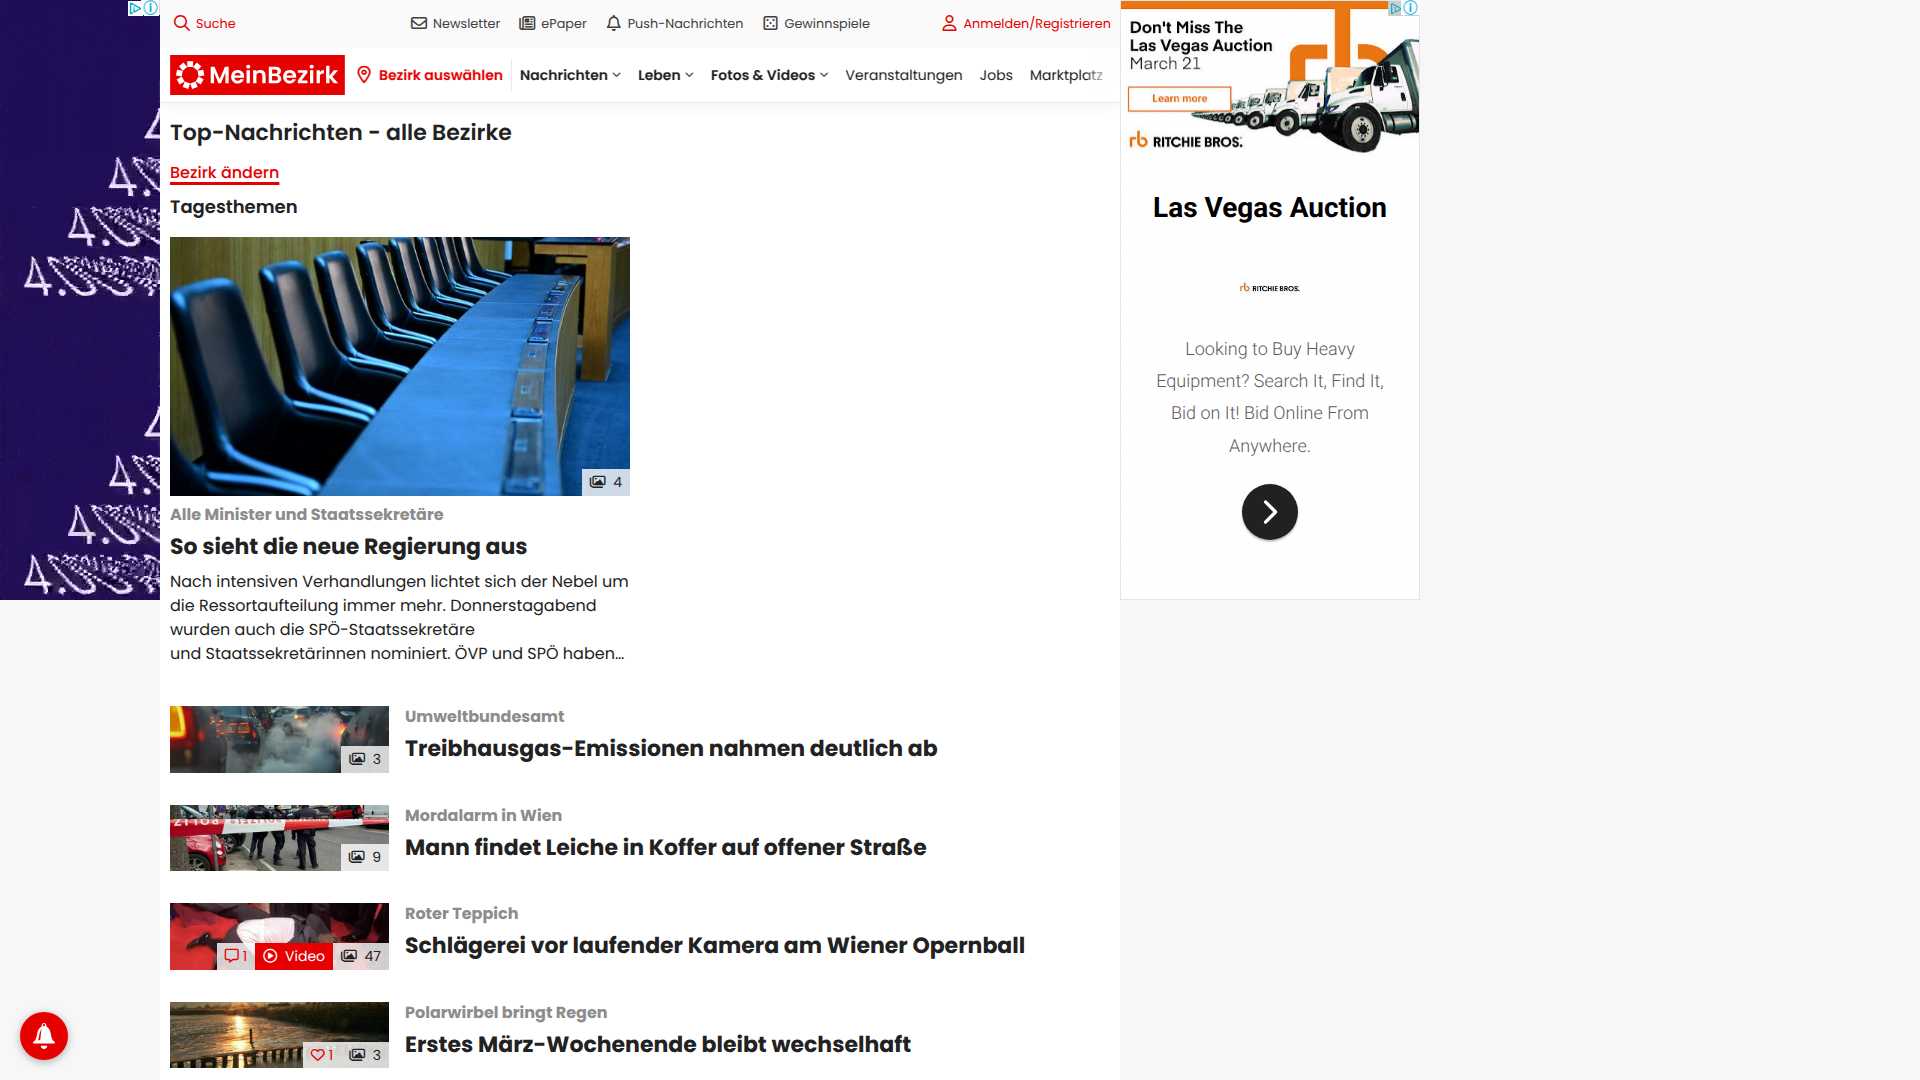 Suche
Newsletter
ePaper
Push-Nachrichten
Gewinnspiele
Anmelden/Registrieren
MeinBezirk
Bezirk auswählen
Nachrichten
Leben
Fotos & Videos
Veranstaltungen
Jobs
Marktplatz
Top-Nachrichten - alle Bezirke
Bezirk ändern
Tagesthemen
4
Alle Minister und Staatssekretäre
So sieht die neue Regierung aus
Nach intensiven Verhandlungen lichtet sich der Nebel um
die Ressortaufteilung immer mehr. Donnerstagabend
wurden auch die SPÖ-Staatssekretäre
und Staatssekretärinnen nominiert. ÖVP und SPÖ haben...
3
Umweltbundesamt
Treibhausgas-Emissionen nahmen deutlich ab
9
Mordalarm in Wien
Mann findet Leiche in Koffer auf offener Straße
1
Video
47
Roter Teppich
Schlägerei vor laufender Kamera am Wiener Opernball
1
3
Polarwirbel bringt Regen
Erstes März-Wochenende bleibt wechselhaft
Don't Miss The
Las Vegas Auction
March 21
Learn more
rb RITCHIE BROS.
Las Vegas Auction
rb RITCHIE BROS.
Looking to Buy Heavy
Equipment? Search It, Find It,
Bid on It! Bid Online From
Anywhere.